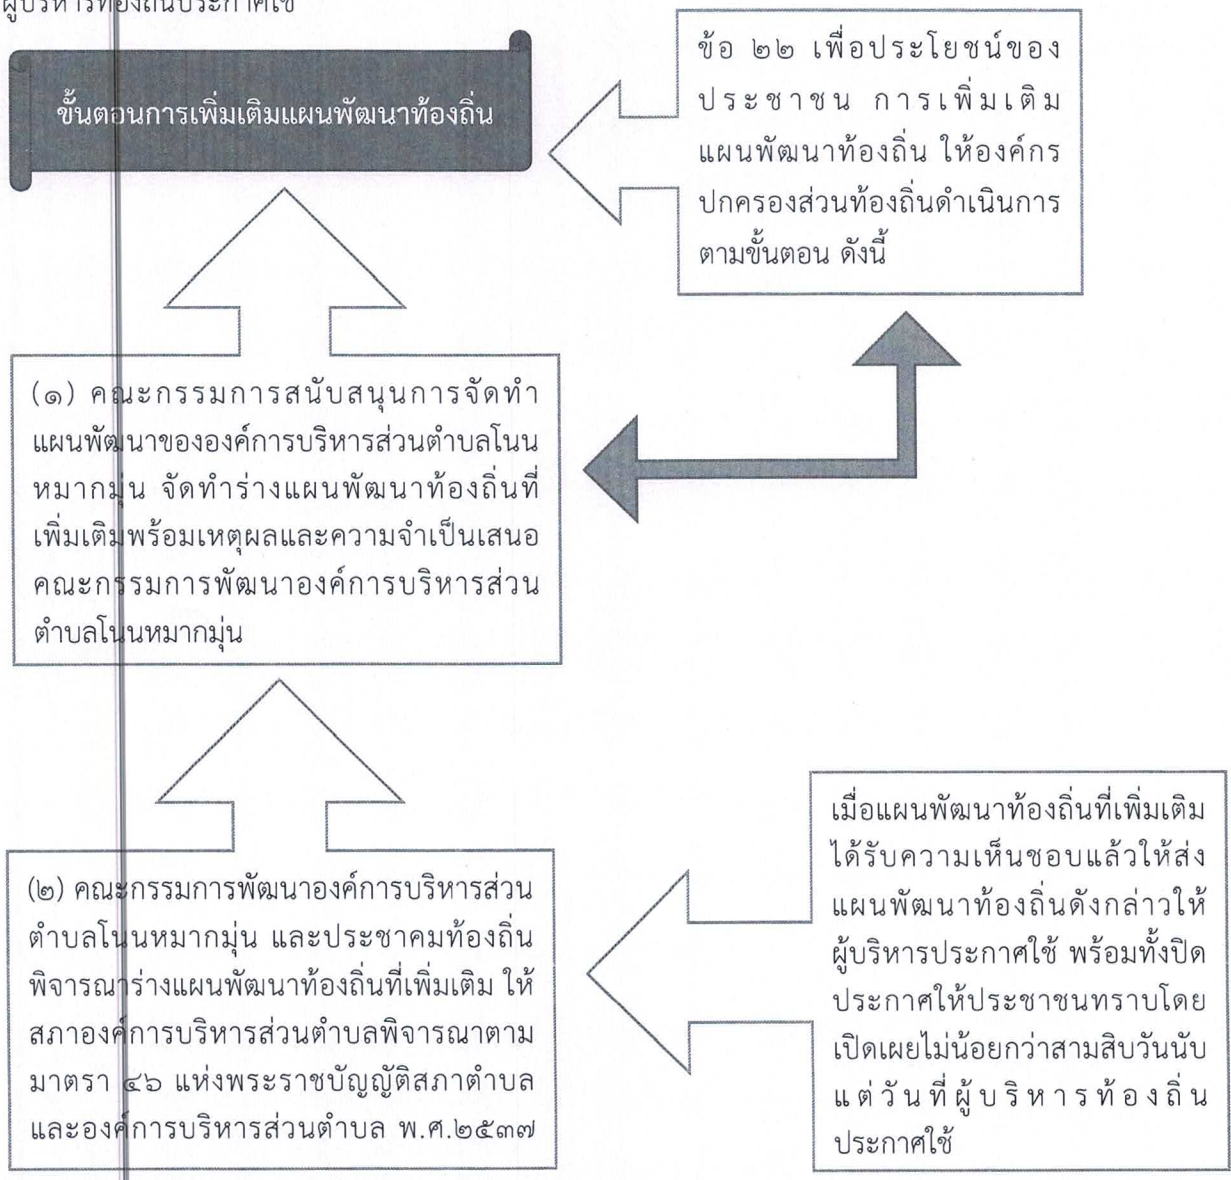 ผู้บริหารท้องถิ่นประกาศใช้
ขั้นตอนการเพิ่มเติมแผนพัฒนาท้องถิ่น
ข้อ ๒๒ เพื่อประโยชน์ของ
ประชาชน การเพิ่มเติม
แผนพัฒนาท้องถิ่น ให้องค์กร
ปกครองส่วนท้องถิ่นดำเนินการ
ตามขั้นตอน ดังนี้
(๑) คณะกรรมการสนับสนุนการจัดทำ
แผนพัฒนาขององค์การบริหารส่วนตำบลโนน
หมากมุ่น จัดทำร่างแผนพัฒนาท้องถิ่นที่
เพิ่มเติมพร้อมเหตุผลและความจำเป็นเสนอ
คณะกรรมการพัฒนาองค์การบริหารส่วน
ตำบลโนนหมากมุ่น
(๒) คณะกรรมการพัฒนาองค์การบริหารส่วน
ตำบลโนนหมากมุ่น และประชาคมท้องถิ่น
พิจารณาร่างแผนพัฒนาท้องถิ่นที่เพิ่มเติม ให้
สภาองค์การบริหารส่วนตำบลพิจารณาตาม
มาตรา ๔๖ แห่งพระราชบัญญัติสภาตำบล
และองค์การบริหารส่วนตำบล พ.ศ.๒๕๓๗
เมื่อแผนพัฒนาท้องถิ่นที่เพิ่มเติม
ได้รับความเห็นชอบแล้วให้ส่ง
แผนพัฒนาท้องถิ่นดังกล่าวให้
ผู้บริหารประกาศใช้ พร้อมทั้งปิด
ประกาศให้ประชาชนทราบโดย
เปิดเผยไม่น้อยกว่าสามสิบวันนับ
แต่วันที่ผู้บริหารท้องถิ่น
ประกาศใช้